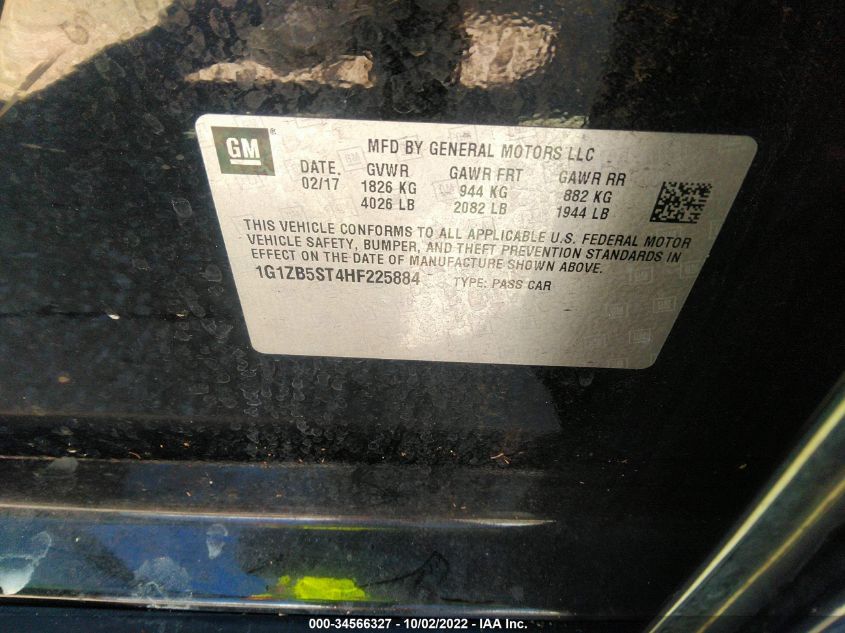 GM ®
MFD BY GENERAL MOTORS LLC
DATE. GVWR GAWR FRT GAWR RR
02/17 1826 KG 944 KG 882 KG
4026 LB 2082 LB 1944 LB
THIS VEHICLE CONFORMS TO ALL APPLICABLE U.S. FEDERAL MOTOR
VEHICLE SAFETY, BUMPER, AND THEFT PREVENTION STANDARDS IN
EFFECT ON THE DATE OF MANUFACTURE SHOWN ABOVE.
1G1ZB5ST4HF225884 TYPE: PASS CAR
000-34566327 - 10/02/2022 - IAA Inc.